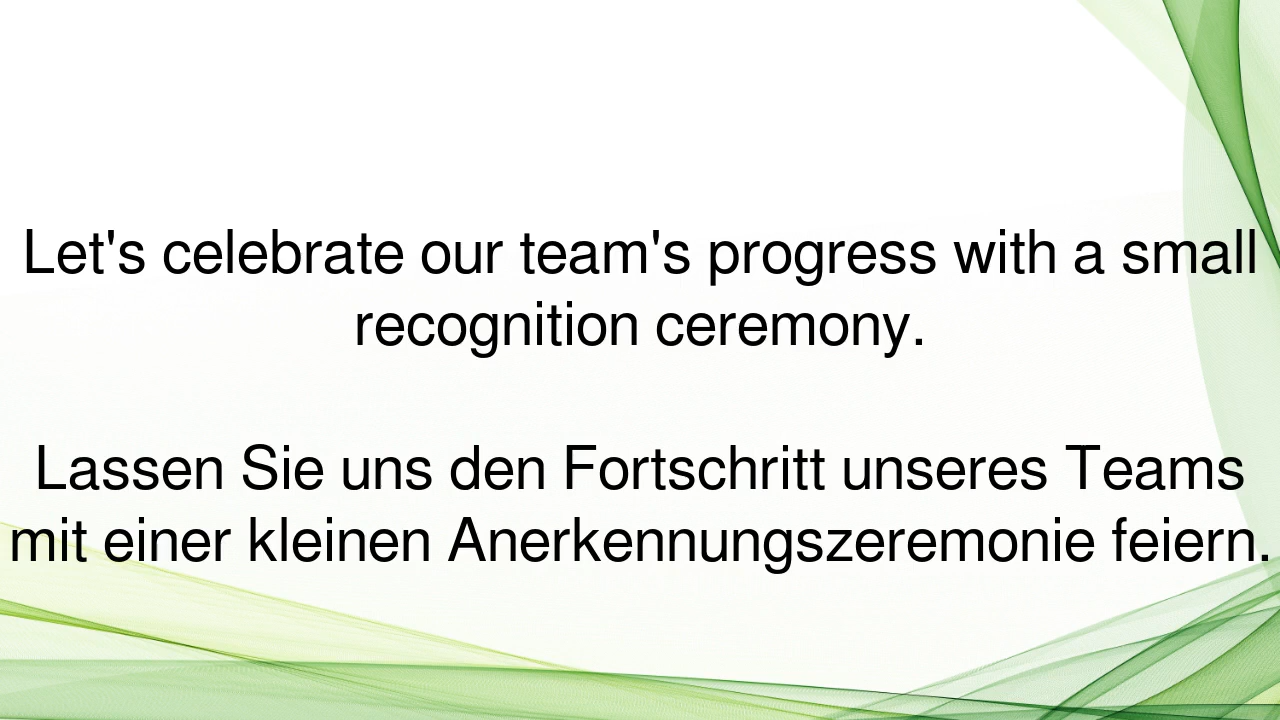 Let's celebrate our team's progress with a small
recognition ceremony.
Lassen Sie uns den Fortschritt unseres Teams
mit einer kleinen Anerkennungszeremonie feiern.